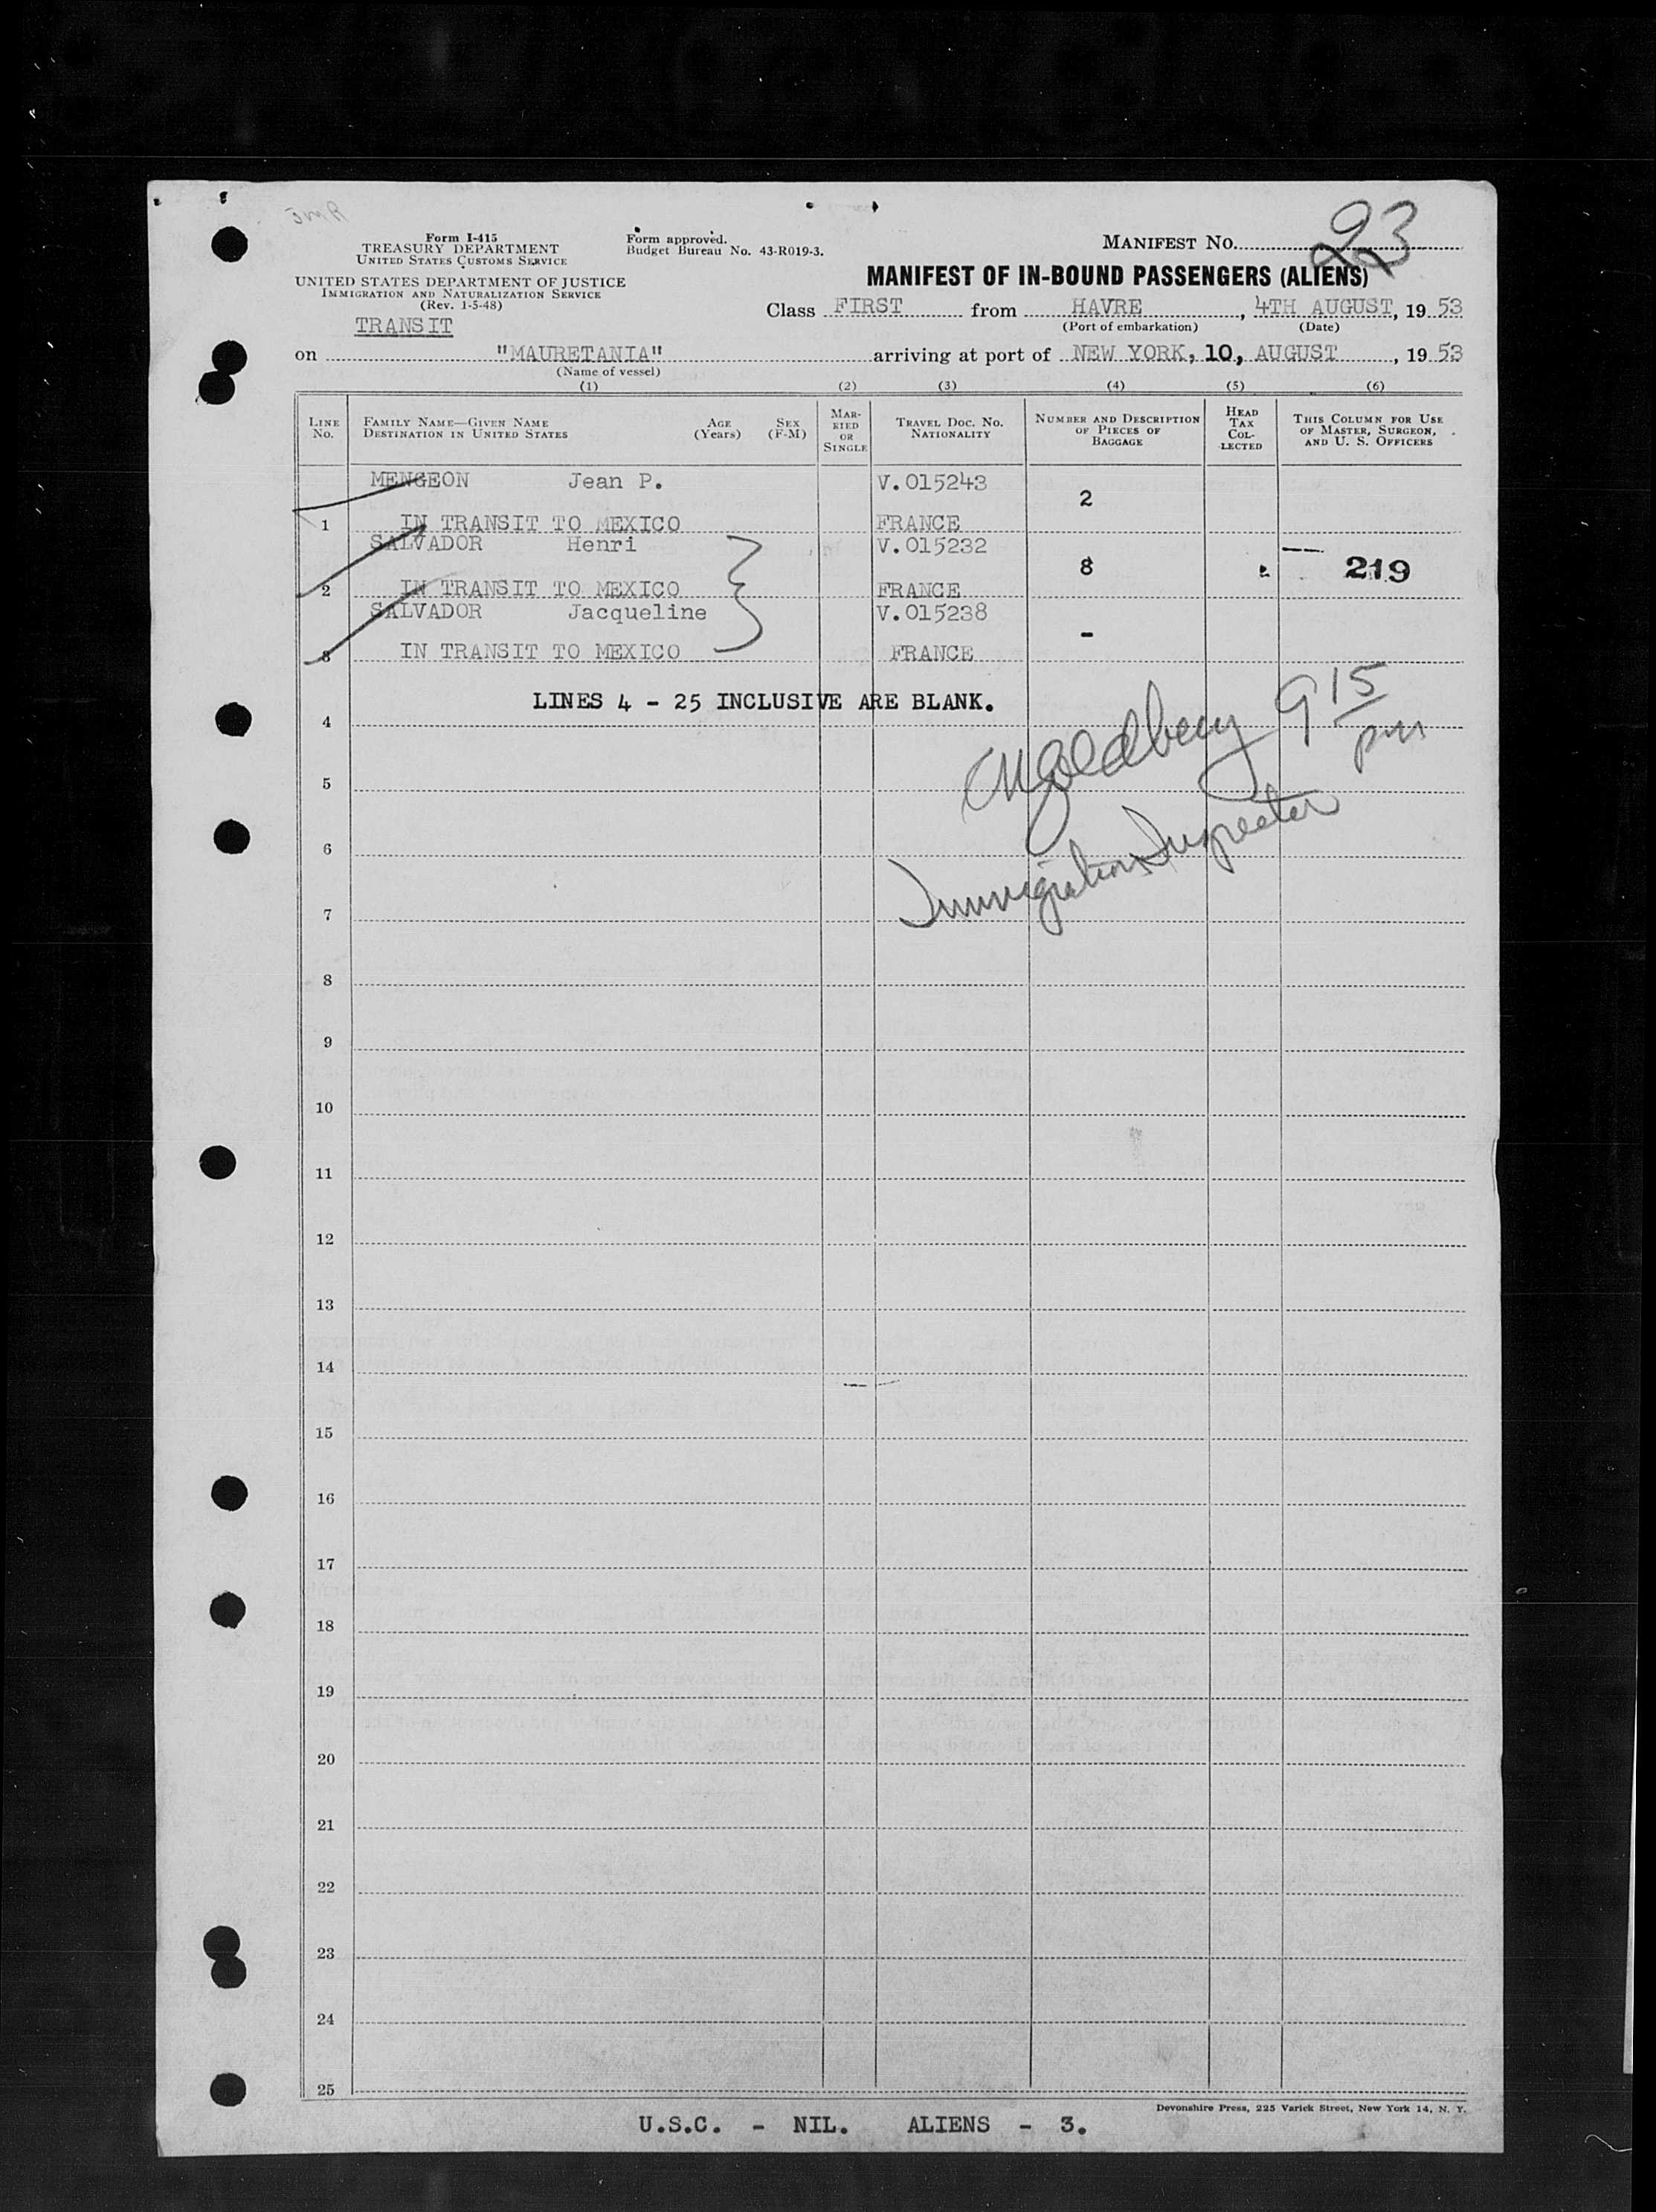 23
Form I-415
TREASURY DEPARTMENT
UNITED STATES CUSTOMS SERVICE
Form approved.
Budget Bureau No. 43-R019-3.
MANIFEST No.
UNITED STATES DEPARTMENT OF JUSTICE
IMMIGRATION AND NATURALIZATION SERVICE
(Rev. 1-5-48)
MANIFEST OF IN-BOUND PASSENGERS (ALIENS)
TRANSIT
Class FIRST from HAVRE, 4TH AUGUST, 1953
(Port of embarkation) (Date)
on "MAURETANIA" arriving at port of NEW YORK, 10, AUGUST, 1953
(Name of vessel)
(1) (2) (3) (4) (5) (6)
LINE No. FAMILY NAME—GIVEN NAME DESTINATION IN UNITED STATES AGE (Years) SEX (F-M) MARRIED OR SINGLE TRAVEL DOC. NO. NATIONALITY NUMBER AND DESCRIPTION OF PIECES OF BAGGAGE HEAD TAX COLLECTED THIS COLUMN FOR USE OF MASTER, SURGEON, AND U. S. OFFICERS
MENGEON Jean P. V.015243
2
1 IN TRANSIT TO MEXICO FRANCE
SALVADOR Henri V.015232
8 219
2 IN TRANSIT TO MEXICO FRANCE
SALVADOR Jacqueline V.015238
-
3 IN TRANSIT TO MEXICO FRANCE
LINES 4 - 25 INCLUSIVE ARE BLANK.
4
9 15 pm
5
Immigration Inspector
6
7
8
9
10
11
12
13
14
15
16
17
18
19
20
21
22
23
24
25
Devonshire Press, 225 Varick Street, New York 14, N. Y.
U.S.C. - NIL. ALIENS - 3.